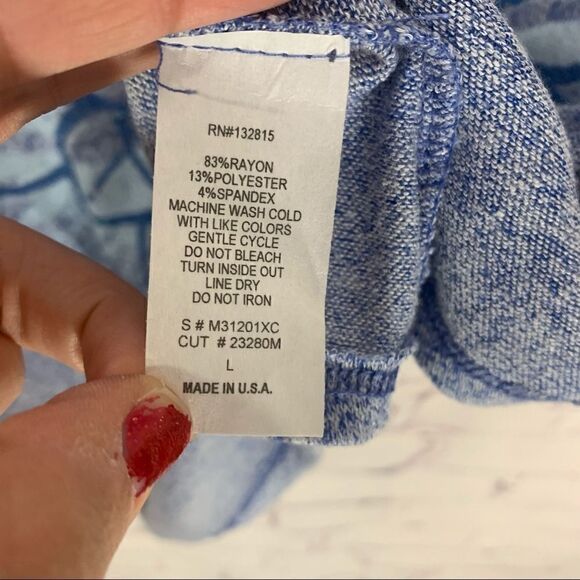 RN#132815
83%RAYON
13%POLYESTER
4%SPANDEX
MACHINE WASH COLD
WITH LIKE COLORS
GENTLE CYCLE
DO NOT BLEACH
TURN INSIDE OUT
LINE DRY
DO NOT IRON
S # M31201XC
CUT # 23280M
L
MADE IN U.S.A.